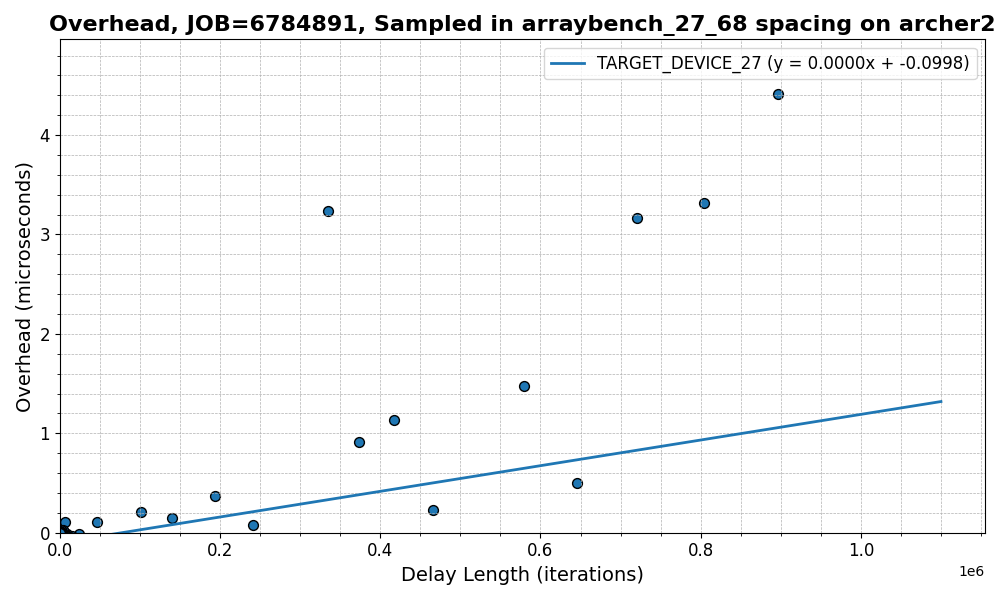 Overhead, JOB=6784891, Sampled in arraybench_27_68 spacing on archer2
TARGET_DEVICE_27 (y = 0.0000x + -0.0998)
Overhead (microseconds)
4
3
2
1
0
0.0 0.2 0.4 0.6 0.8 1.0
1e6
Delay Length (iterations)